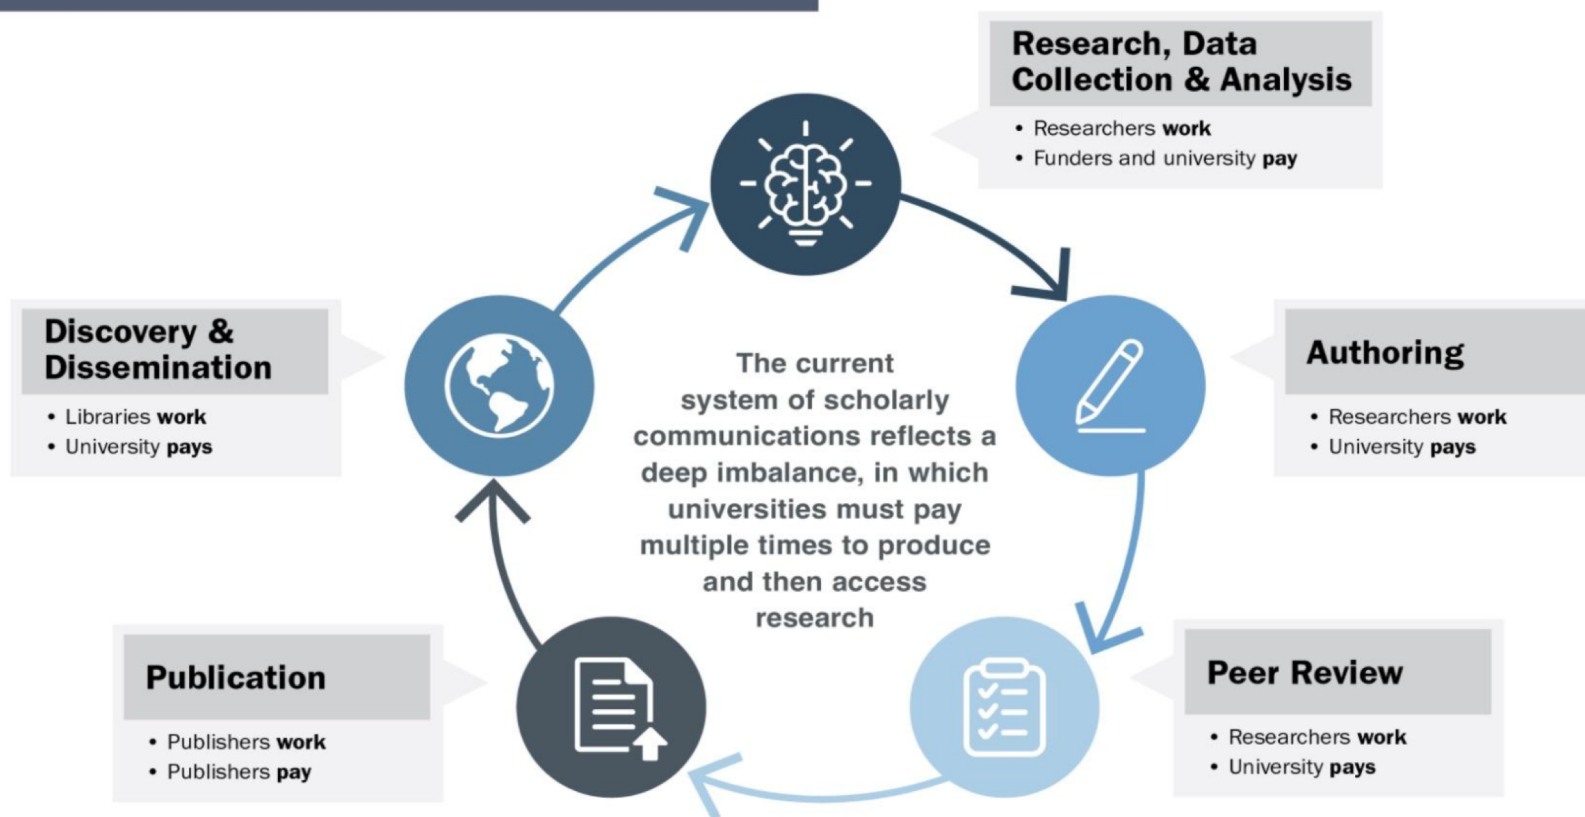 Research, Data
Collection & Analysis
• Researchers work
• Funders and university pay
Authoring
• Researchers work
• University pays
Peer Review
• Researchers work
• University pays
Publication
• Publishers work
• Publishers pay
Discovery &
Dissemination
• Libraries work
• University pays
The current
system of scholarly
communications reflects a
deep imbalance, in which
universities must pay
multiple times to produce
and then access
research